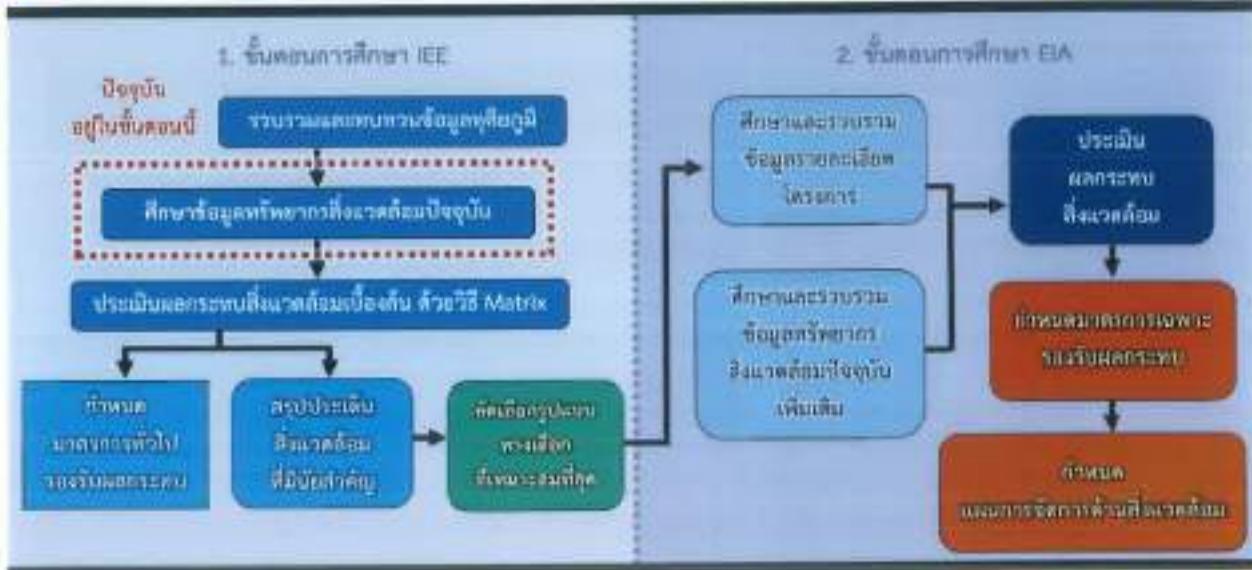 1. ขั้นตอนการศึกษา IEE
ปัจจุบัน
อยู่ในขั้นตอนนี้
รวบรวมและทบทวนข้อมูลทุติยภูมิ
ศึกษาข้อมูลทรัพยากรสิ่งแวดล้อมปัจจุบัน
ประเมินผลกระทบสิ่งแวดล้อมเบื้องต้น ด้วยวิธี Matrix
กำหนด
มาตรการทั่วไป
รองรับผลกระทบ
สรุปประเด็น
สิ่งแวดล้อม
ที่มีนัยสำคัญ
คัดเลือกรูปแบบ
ทางเลือก
ที่เหมาะสมที่สุด
2. ขั้นตอนการศึกษา EIA
ศึกษาและรวบรวม
ข้อมูลรายละเอียด
โครงการ
ศึกษาและรวบรวม
ข้อมูลทรัพยากร
สิ่งแวดล้อมปัจจุบัน
เพิ่มเติม
ประเมิน
ผลกระทบ
สิ่งแวดล้อม
กำหนดมาตรการเฉพาะ
รองรับผลกระทบ
กำหนด
แผนการจัดการด้านสิ่งแวดล้อม